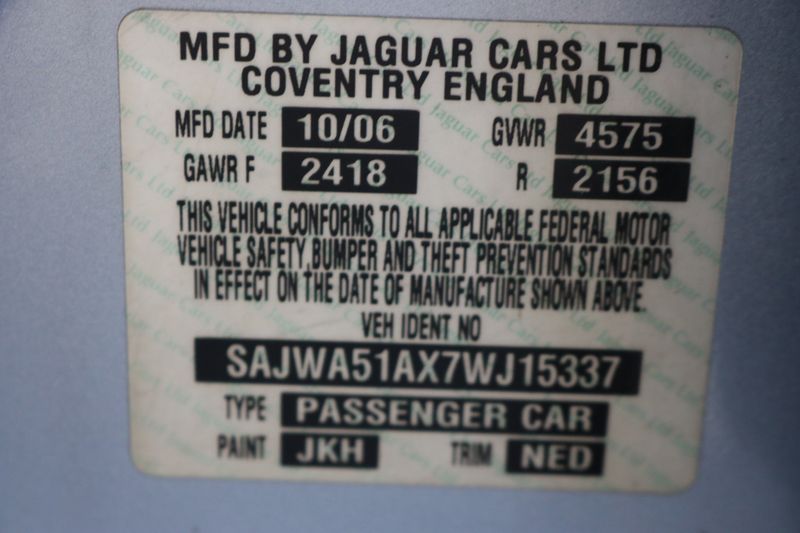 MFD BY JAGUAR CARS LTD
COVENTRY ENGLAND
MFD DATE 10/06 GVWR 4575
GAWR F 2418 R 2156
THIS VEHICLE CONFORMS TO ALL APPLICABLE FEDERAL MOTOR
VEHICLE SAFETY, BUMPER AND THEFT PREVENTION STANDARDS
IN EFFECT ON THE DATE OF MANUFACTURE SHOWN ABOVE.
VEH IDENT NO
SAJWA51AX7WJ15337
TYPE PASSENGER CAR
PAINT JKH TRIM NED